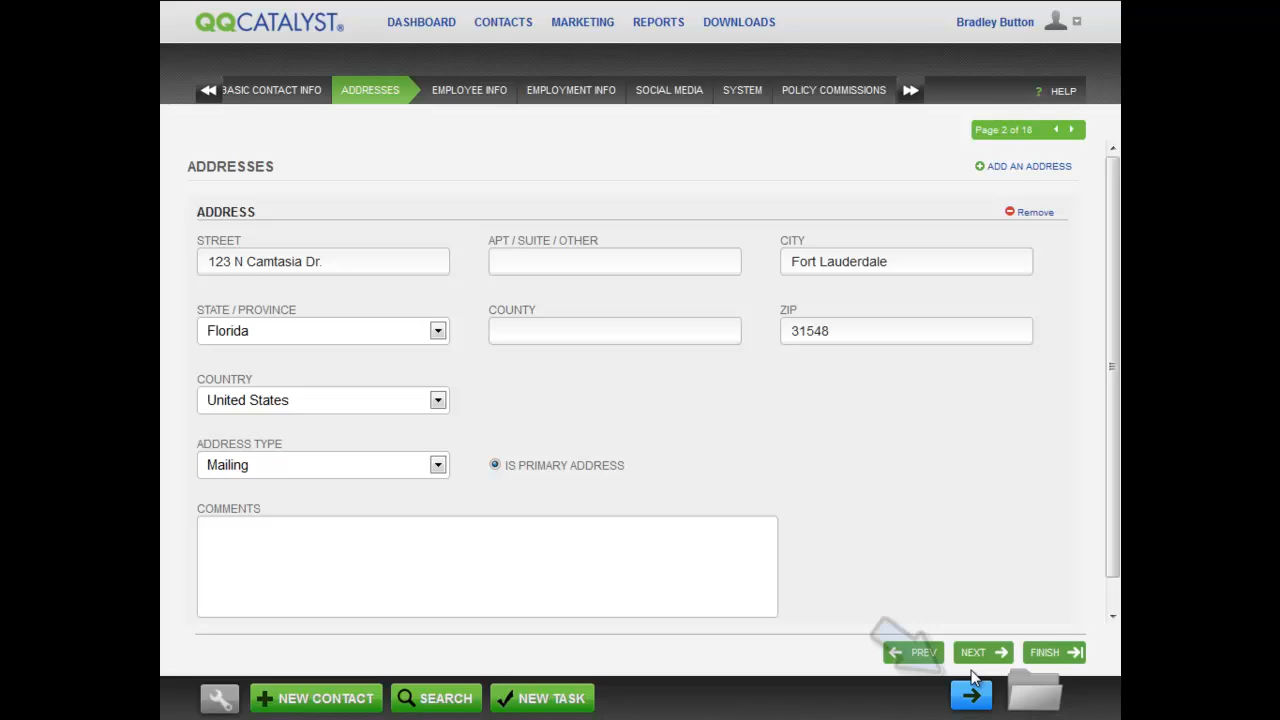 QQCATALYST® DASHBOARD CONTACTS MARKETING REPORTS DOWNLOADS Bradley Button
BASIC CONTACT INFO ADDRESSES EMPLOYEE INFO EMPLOYMENT INFO SOCIAL MEDIA SYSTEM POLICY COMMISSIONS ? HELP
Page 2 of 18
ADDRESSES ADD AN ADDRESS
ADDRESS Remove
STREET APT / SUITE / OTHER CITY
123 N Camtasia Dr. Fort Lauderdale
STATE / PROVINCE COUNTY ZIP
Florida 31548
COUNTRY
United States
ADDRESS TYPE
Mailing IS PRIMARY ADDRESS
COMMENTS
PREV NEXT FINISH
NEW CONTACT SEARCH NEW TASK